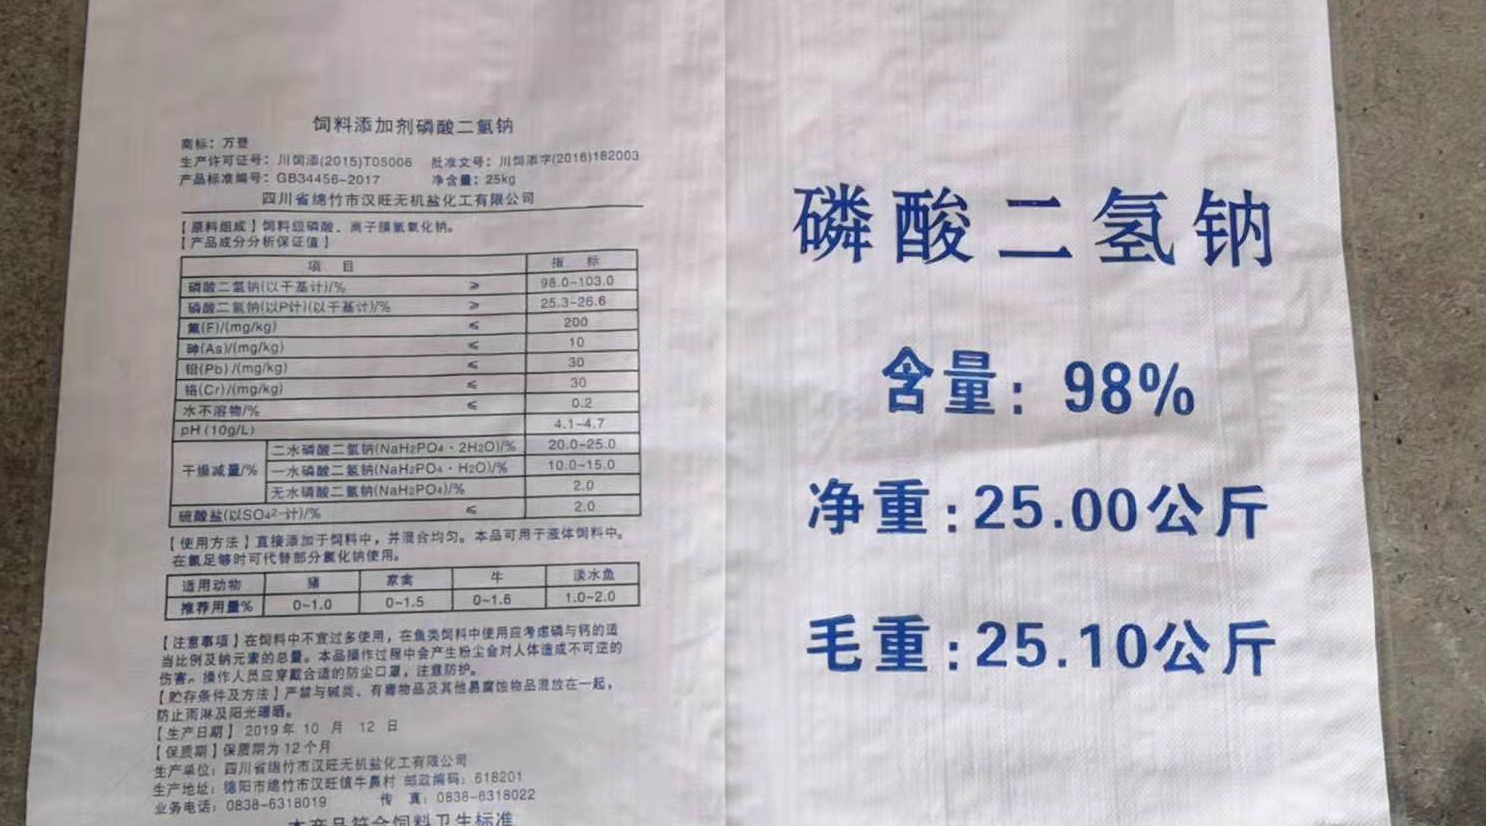 饲料添加剂磷酸二氢钠
商标：万登
生产许可证号：川饲添(2015)T05006 批准文号：川饲添字(2016)182003
产品标准编号：GB34456-2017 净含量：25kg
四川省绵竹市汉旺无机盐化工有限公司
【原料组成】饲料级磷酸、离子膜氢氧化钠。
【产品成分分析保证值】
项 目 指 标
磷酸二氢钠(以干基计)/% ≥ 98.0-103.0
磷酸二氢钠(以P计)(以干基计)/% ≥ 25.3-26.6
氟(F)/(mg/kg) ≤ 200
砷(As)/(mg/kg) ≤ 10
铅(Pb)/(mg/kg) ≤ 30
铬(Cr)/(mg/kg) ≤ 30
水不溶物/% ≤ 0.2
pH(10g/L) 4.1-4.7
干燥减量/% 二水磷酸二氢钠(NaH₂PO₄·2H₂O)/% 20.0-25.0
一水磷酸二氢钠(NaH₂PO₄·H₂O)/% 10.0-15.0
无水磷酸二氢钠(NaH₂PO₄)/% 2.0
硫酸盐(以SO₄²⁻计)/% ≤ 2.0
【使用方法】直接添加于饲料中，并混合均匀。本品可用于液体饲料中。
在氯足够时可代替部分氯化钠使用。
适用动物 猪 家禽 牛 淡水鱼
推荐用量% 0~1.0 0~1.5 0~1.6 1.0~2.0
【注意事项】在饲料中不宜过多使用，在鱼类饲料中使用应考虑磷与钙的适
当比例及钠元素的总量。本品操作过程中会产生粉尘会对人体造成不可逆的
伤害。操作人员应穿戴合适的防尘口罩，注意防护。
【贮存条件及方法】严禁与碱类、有毒物品及其他易腐蚀物品混放在一起，
防止雨淋及阳光曝晒。
【生产日期】2019年 10 月 12 日
【保质期】保质期为12个月
生产单位：四川省绵竹市汉旺无机盐化工有限公司
生产地址：德阳市绵竹市汉旺镇牛鼻村 邮政编码：618201
业务电话：0838-6318019 传 真：0838-6318022
本产品符合饲料卫生标准
磷酸二氢钠
含量：98%
净重:25.00公斤
毛重:25.10公斤